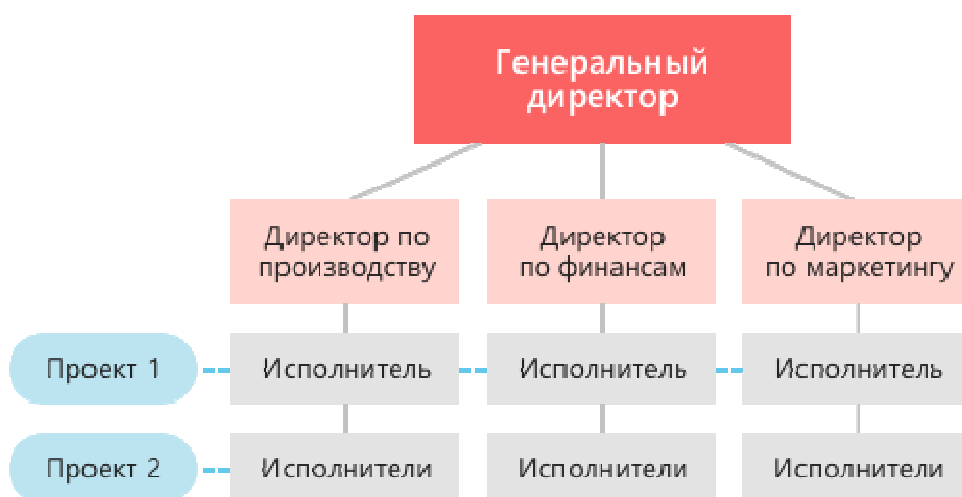 Генеральный
директор
Директор по
производству
Директор
по финансам
Директор
по маркетингу
Проект 1
Исполнитель
Исполнитель
Исполнитель
Проект 2
Исполнители
Исполнители
Исполнители